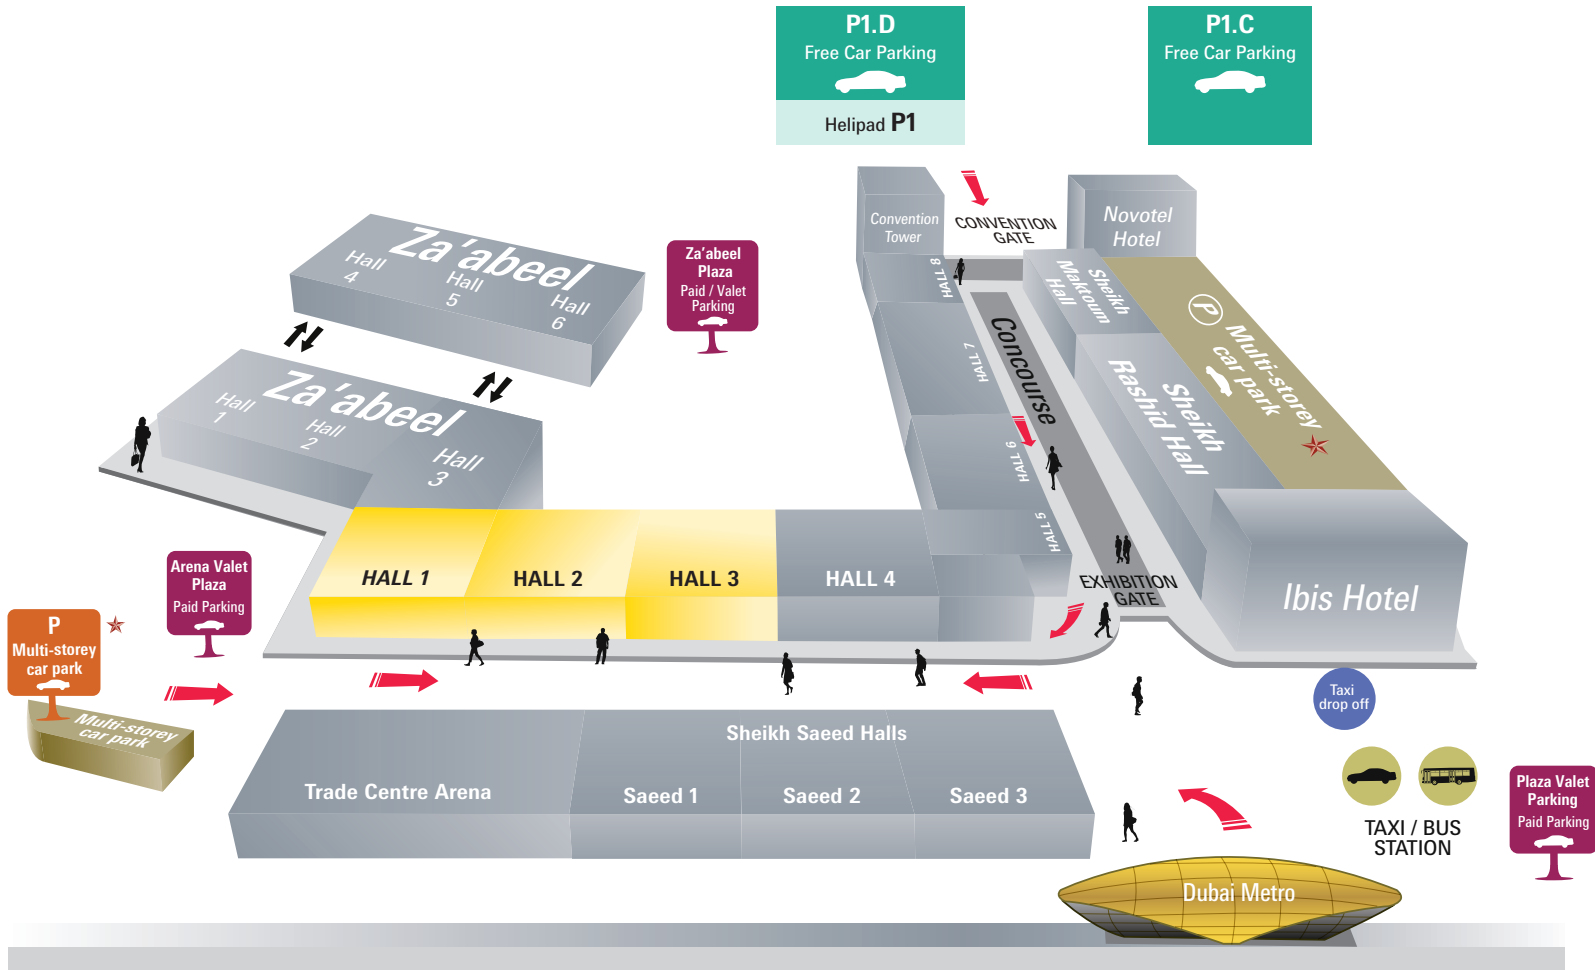 P1.D
Free Car Parking
Helipad P1
P1.C
Free Car Parking
Convention
Tower
CONVENTION
GATE
Novotel
Hotel
Za'abeel
Hall
4
Hall
5
Hall
6
Za'abeel
Plaza
Paid / Valet
Parking
HALL 8
Sheikh
Maktoum
Hall
P
Multi-storey
car park
Concourse
HALL 7
Sheikh
Rashid Hall
Za'abeel
Hall
1
Hall
2
Hall
3
HALL 6
HALL 5
HALL 1
HALL 2
HALL 3
HALL 4
EXHIBITION
GATE
Ibis Hotel
Arena Valet
Plaza
Paid Parking
P
Multi-storey
car park
Multi-storey
car park
Taxi
drop off
Sheikh Saeed Halls
Trade Centre Arena
Saeed 1
Saeed 2
Saeed 3
TAXI / BUS
STATION
Plaza Valet
Parking
Paid Parking
Dubai Metro